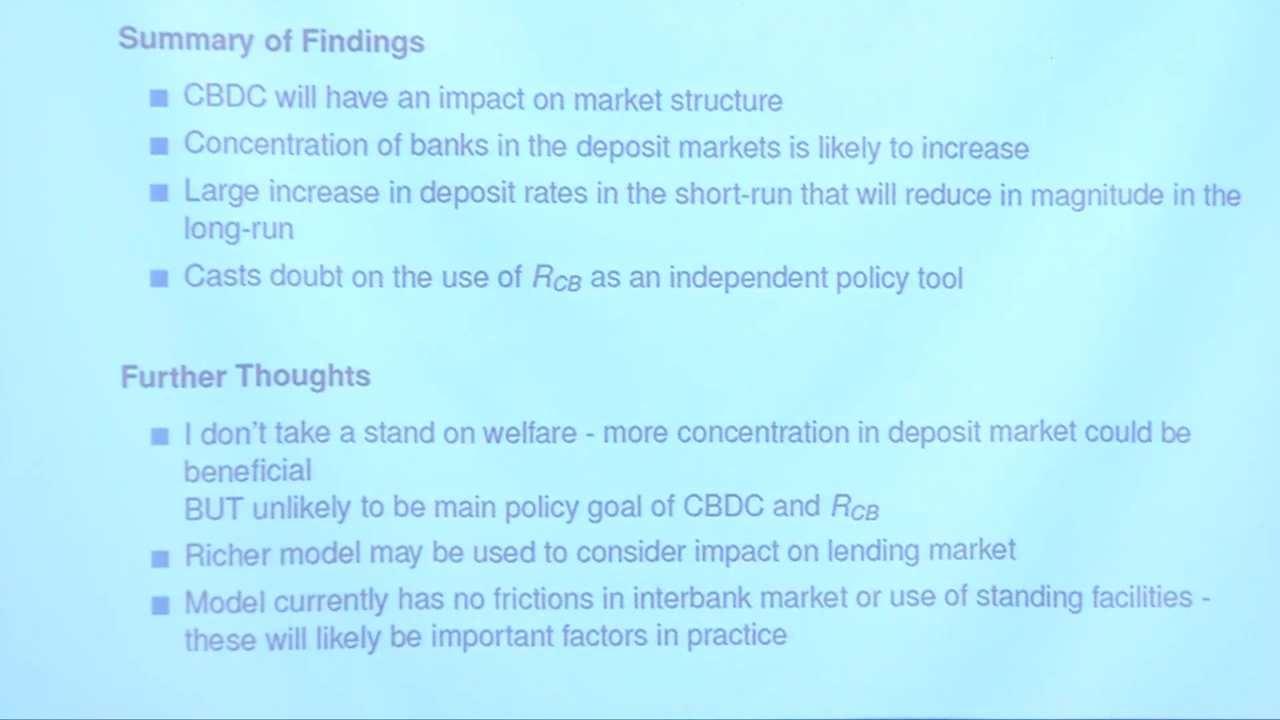 Summary of Findings
CBDC will have an impact on market structure
Concentration of banks in the deposit markets is likely to increase
Large increase in deposit rates in the short-run that will reduce in magnitude in the
long-run
Casts doubt on the use of R_CB as an independent policy tool
Further Thoughts
I don't take a stand on welfare - more concentration in deposit market could be
beneficial
BUT unlikely to be main policy goal of CBDC and R_CB
Richer model may be used to consider impact on lending market
Model currently has no frictions in interbank market or use of standing facilities -
these will likely be important factors in practice